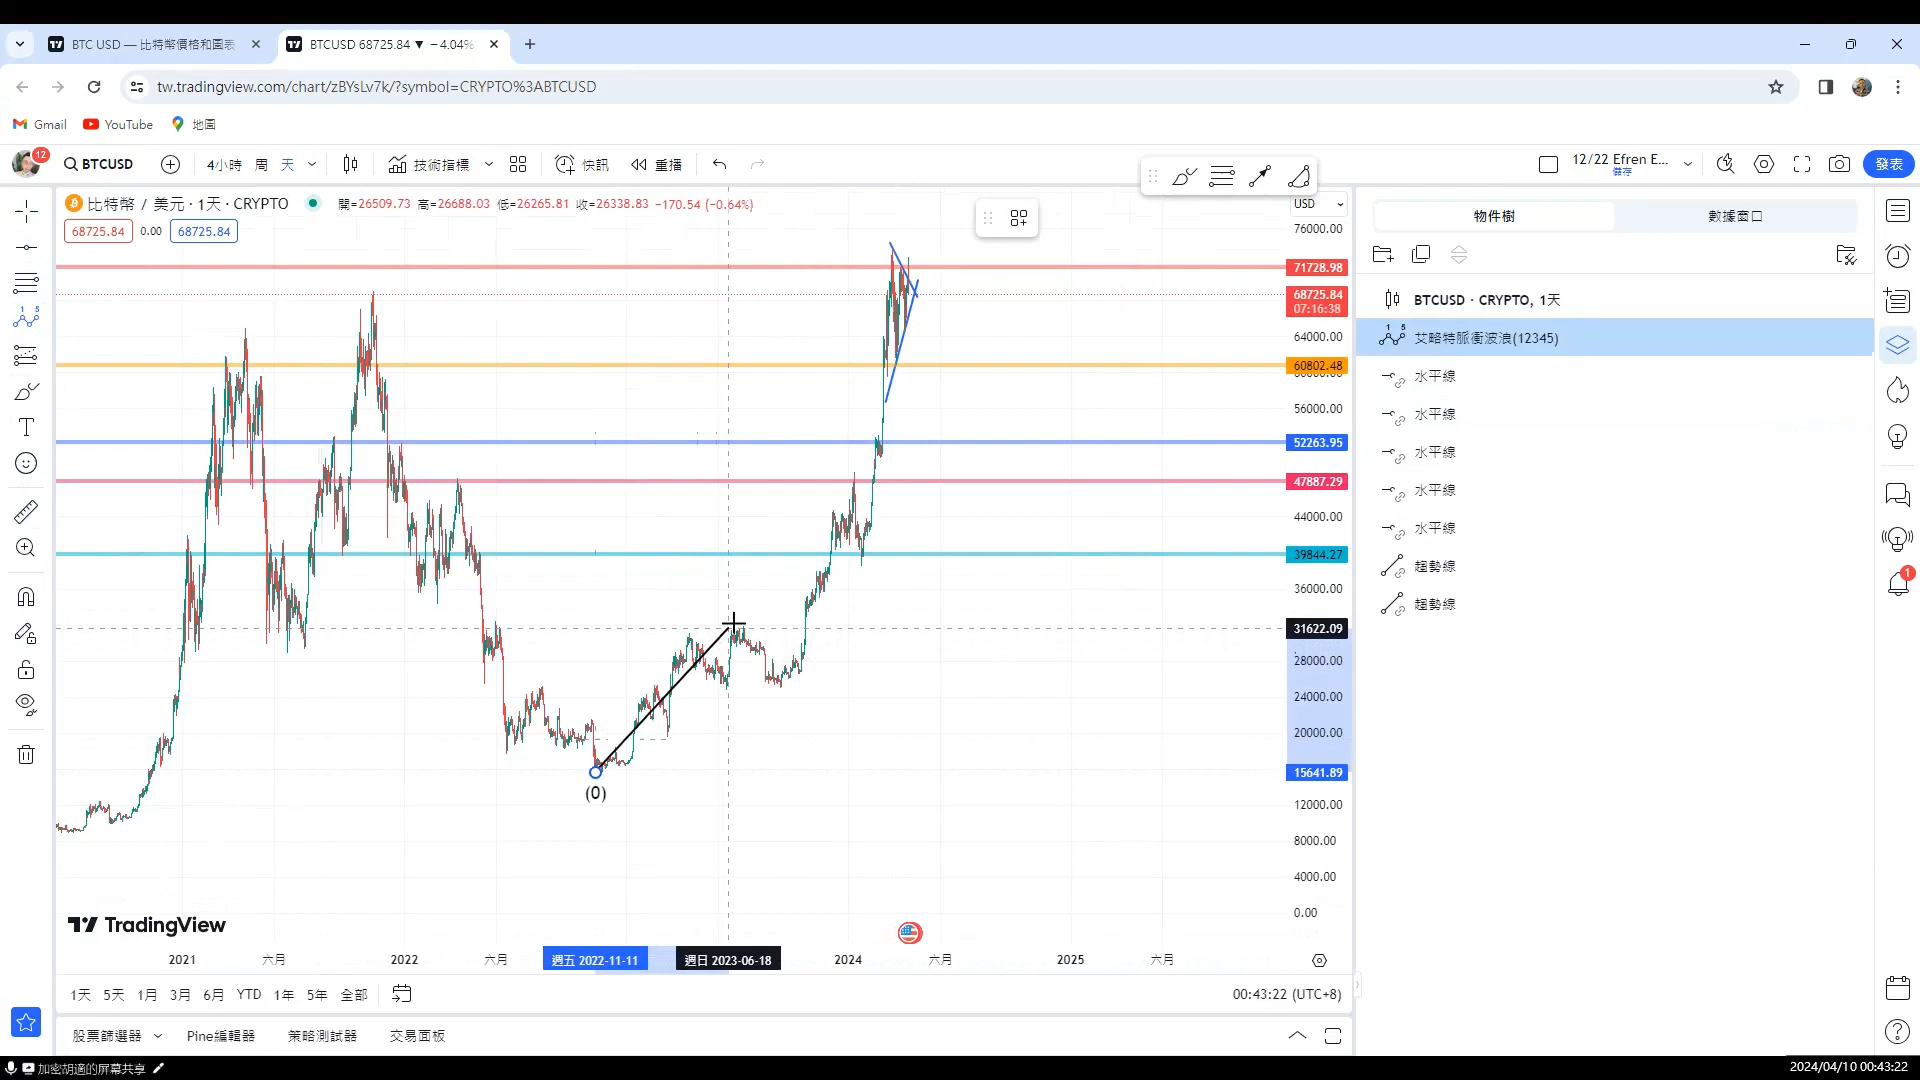 BTC USD — 比特幣價格和圖表
BTCUSD 68725.84 ▼ −4.04%
tw.tradingview.com/chart/zBYsLv7k/?symbol=CRYPTO%3ABTCUSD
Gmail
YouTube
地圖
12
BTCUSD
4小時 周 天
技術指標
快訊
重播
12/22 Efren E...
儲存
發表
比特幣 / 美元 · 1天 · CRYPTO
開=26509.73 高=26688.03 低=26265.81 收=26338.83 −170.54 (−0.64%)
68725.84 0.00 68725.84
USD
76000.00
71728.98
68725.84
07:16:38
64000.00
60802.48
56000.00
52263.95
47887.29
44000.00
39844.27
36000.00
31622.09
28000.00
24000.00
20000.00
15641.89
12000.00
8000.00
4000.00
0.00
(0)
TradingView
2021 六月 2022 六月 週五 2022-11-11 週日 2023-06-18 2024 六月 2025 六月
1天 5天 1月 3月 6月 YTD 1年 5年 全部
00:43:22 (UTC+8)
股票篩選器 Pine編輯器 策略測試器 交易面板
物件樹 數據窗口
BTCUSD · CRYPTO, 1天
艾略特脈衝波浪(12345)
水平線
水平線
水平線
水平線
水平線
趨勢線
趨勢線
1
加密胡適的屏幕共享
2024/04/10 00:43:22